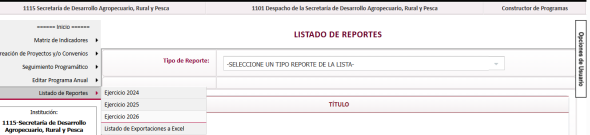 1115 Secretaría de Desarrollo Agropecuario, Rural y Pesca
1101 Despacho de la Secretaría de Desarrollo Agropecuario, Rural y Pesca
Constructor de Programas
====== Inicio ======
Matriz de Indicadores
reación de Proyectos y/o Convenios
Seguimiento Programático
Editar Programa Anual
Listado de Reportes
Ejercicio 2024
Ejercicio 2025
Ejercicio 2026
Listado de Exportaciones a Excel
Institución:
1115-Secretaría de Desarrollo
Agropecuario, Rural y Pesca
LISTADO DE REPORTES
Tipo de Reporte:
-SELECCIONE UN TIPO REPORTE DE LA LISTA-
TÍTULO
Opciones de Usuario